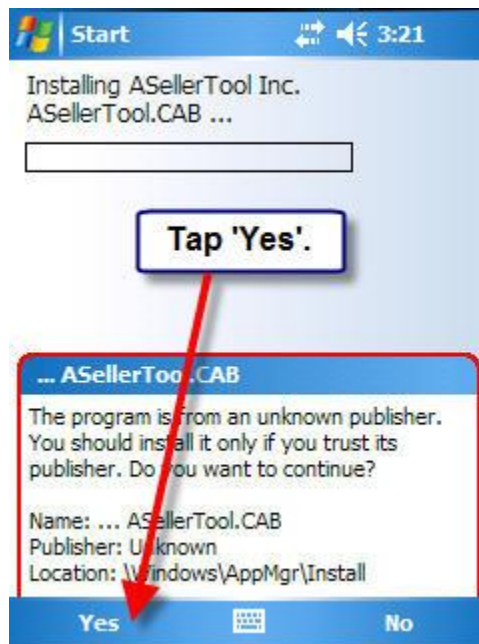 Start 3:21
Installing ASellerTool Inc.
ASellerTool.CAB ...
Tap 'Yes'.
... ASellerTool.CAB
The program is from an unknown publisher.
You should install it only if you trust its
publisher. Do you want to continue?
Name: ... ASellerTool.CAB
Publisher: Unknown
Location: \Windows\AppMgr\Install
Yes No